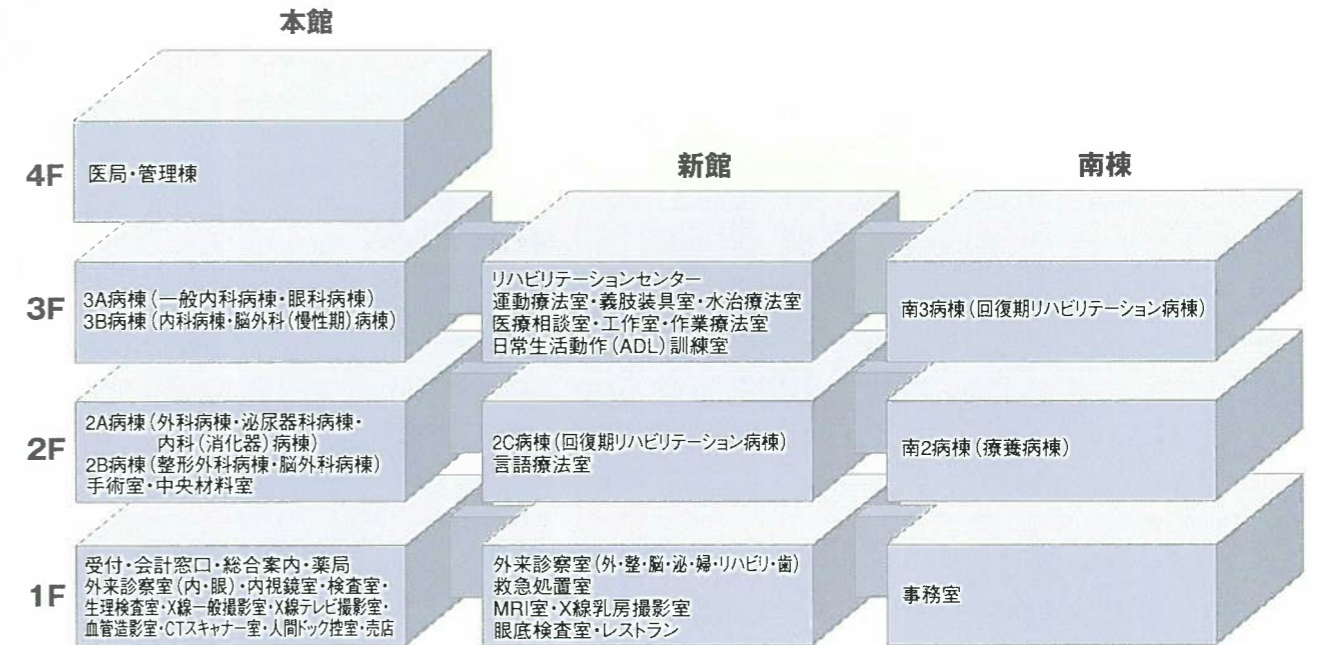 本館
4F
医局・管理棟
新館
南棟
3F
3A病棟（一般内科病棟・眼科病棟）
3B病棟（内科病棟・脳外科（慢性期）病棟）
リハビリテーションセンター
運動療法室・義肢装具室・水治療法室
医療相談室・工作室・作業療法室
日常生活動作（ADL）訓練室
南3病棟（回復期リハビリテーション病棟）
2F
2A病棟（外科病棟・泌尿器科病棟・
内科（消化器）病棟）
2B病棟（整形外科病棟・脳外科病棟）
手術室・中央材料室
2C病棟（回復期リハビリテーション病棟）
言語療法室
南2病棟（療養病棟）
1F
受付・会計窓口・総合案内・薬局
外来診察室（内・眼）・内視鏡室・検査室・
生理検査室・X線一般撮影室・X線テレビ撮影室・
血管造影室・CTスキャナー室・人間ドック控室・売店
外来診察室（外・整・脳・泌・婦・リハビリ・歯）
救急処置室
MRI室・X線乳房撮影室
眼底検査室・レストラン
事務室